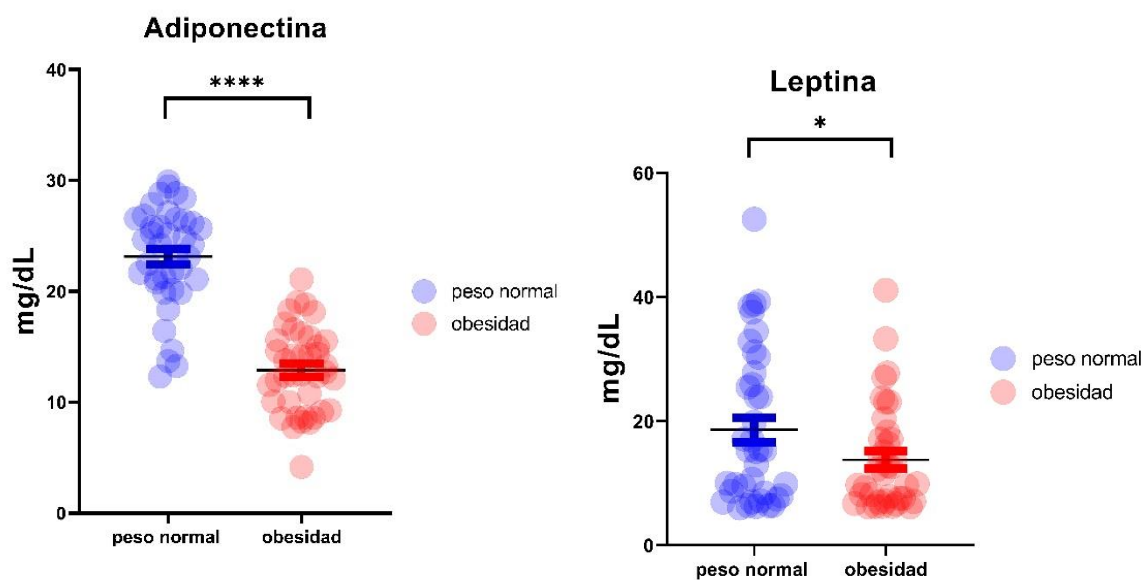 Adiponectina
40
****
30
mg/dL
20
peso normal
obesidad
10
0
peso normal
obesidad
Leptina
*
60
40
mg/dL
peso normal
obesidad
20
0
peso normal
obesidad